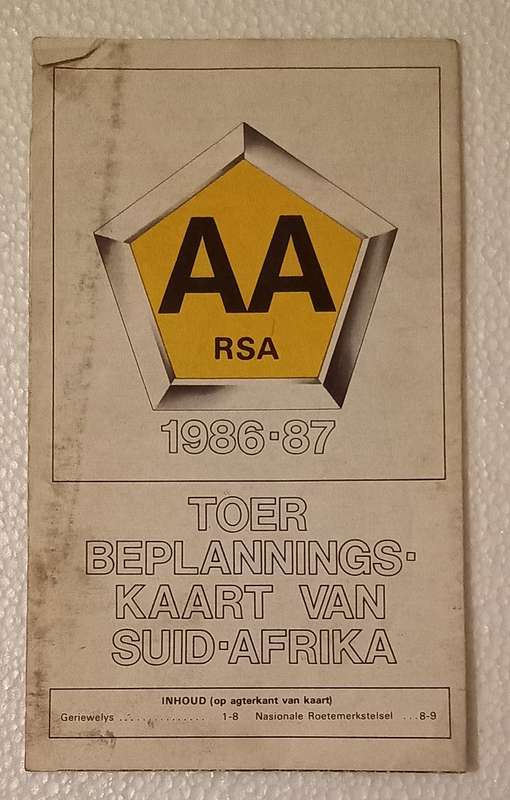 AA
RSA
1986·87
TOER
BEPLANNINGS·
KAART VAN
SUID·AFRIKA
INHOUD (op agterkant van kaart)
Geriewelys ............... 1-8 Nasionale Roetemerkstelsel ...8-9